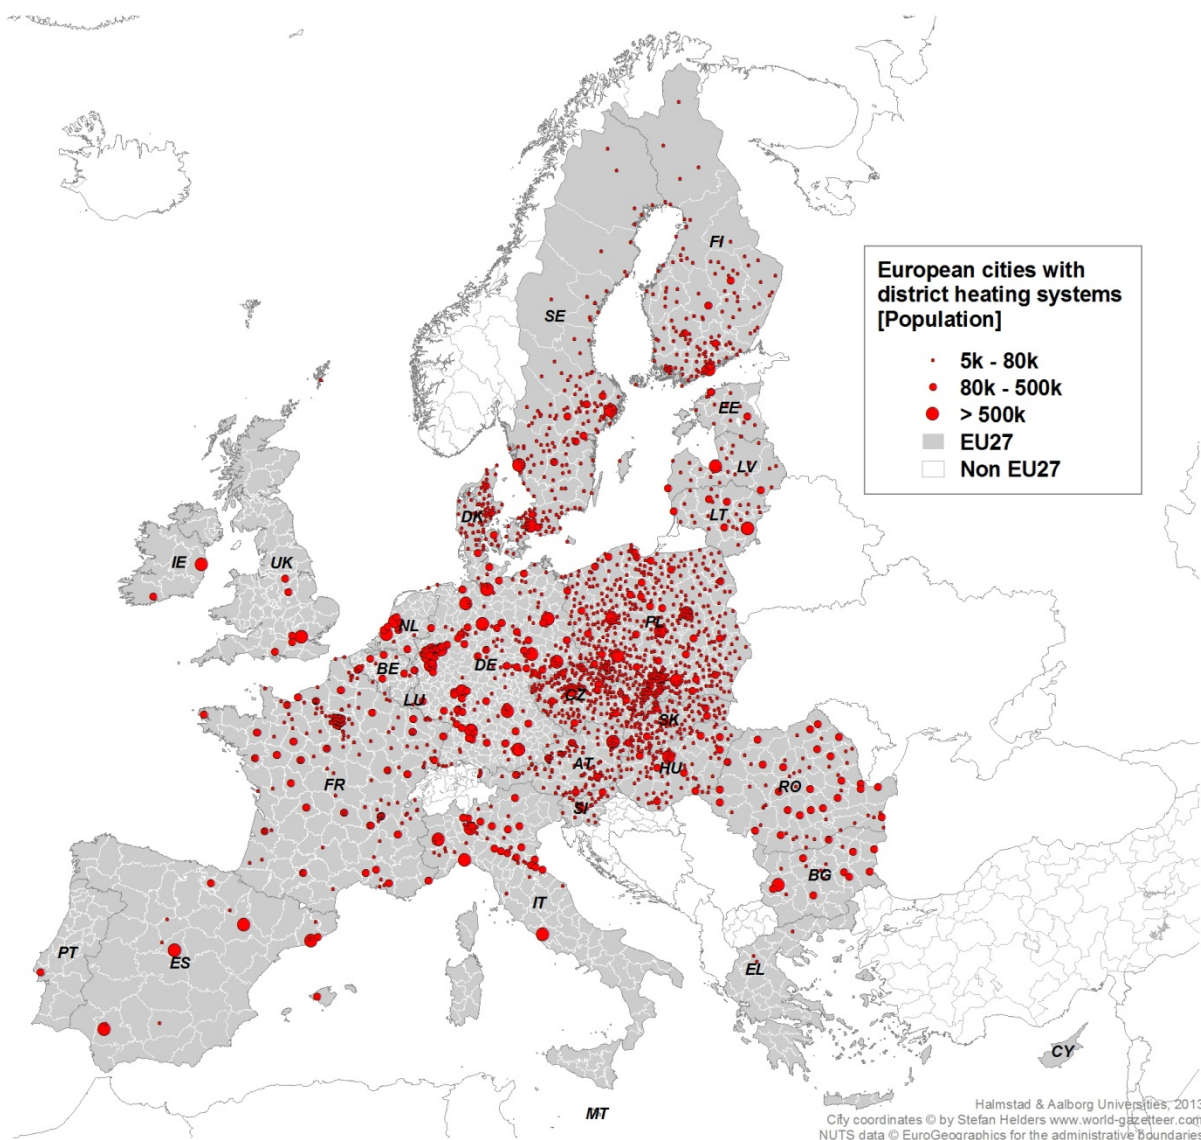 European cities with
district heating systems
[Population]
5k - 80k
80k - 500k
> 500k
EU27
Non EU27
FI
SE
EE
LV
LT
DK
IE
UK
NL
PL
BE
DE
LU
CZ
SK
AT
HU
FR
RO
SI
BG
IT
PT
ES
EL
CY
MT
Halmstad & Aalborg Universities, 2013
City coordinates © by Stefan Helders www.world-gazetteer.com
NUTS data © EuroGeographics for the administrative boundaries